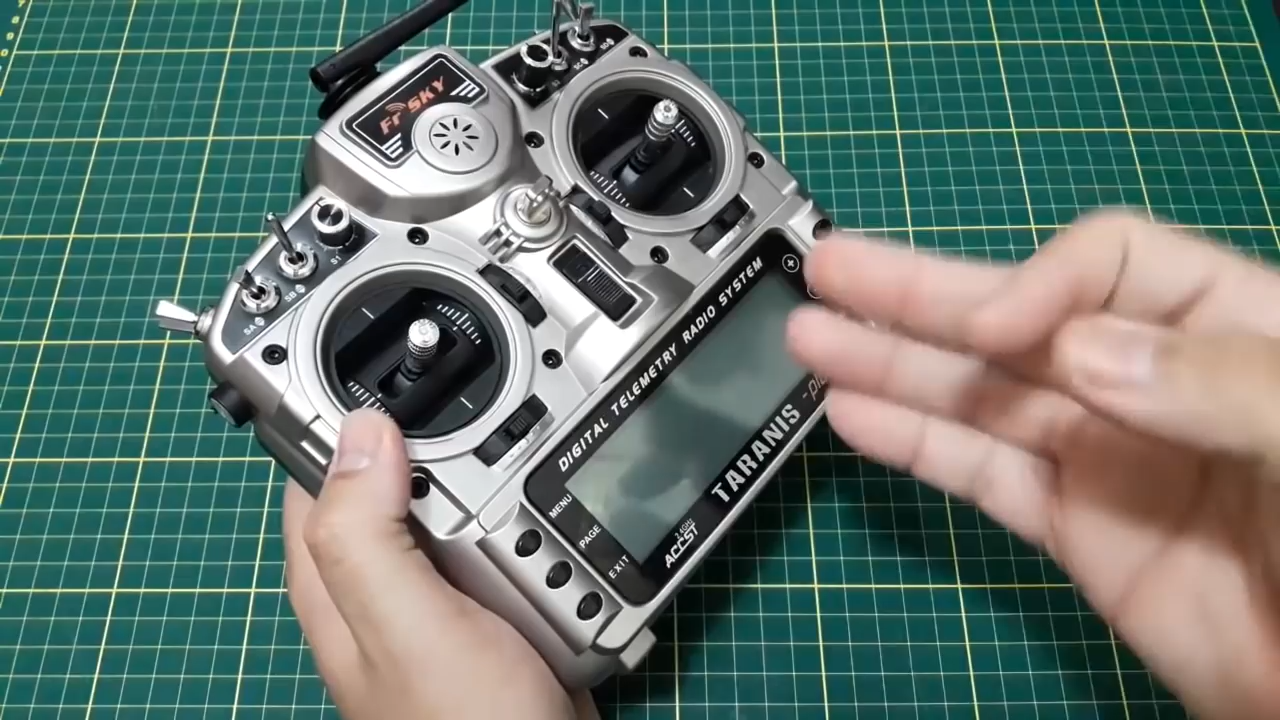 FrSKY
S1
SB
SA
DIGITAL TELEMETRY RADIO SYSTEM
TARANIS
MENU
PAGE
EXIT
2.4GHz
ACCST